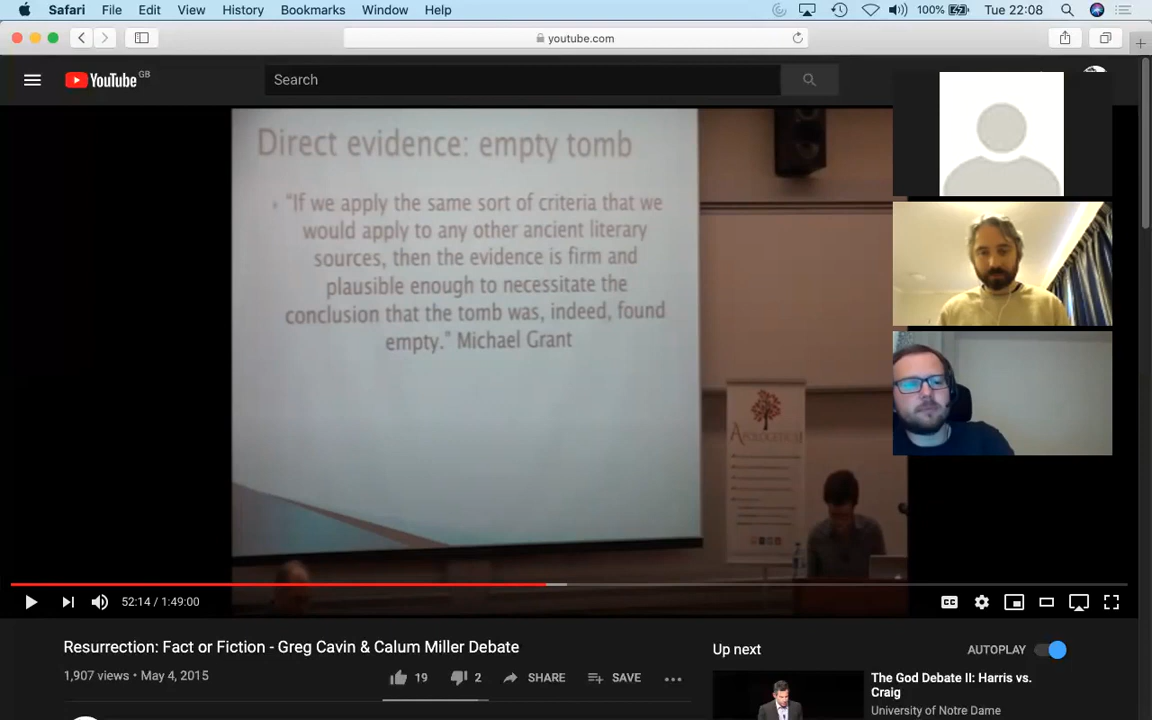 Safari File Edit View History Bookmarks Window Help 100% Tue 22:08
youtube.com
YouTube GB Search
Direct evidence: empty tomb
"If we apply the same sort of criteria that we
would apply to any other ancient literary
sources, then the evidence is firm and
plausible enough to necessitate the
conclusion that the tomb was, indeed, found
empty." Michael Grant
52:14 / 1:49:00 CC
Resurrection: Fact or Fiction - Greg Cavin & Calum Miller Debate
1,907 views • May 4, 2015
19 2 SHARE SAVE
Up next AUTOPLAY
The God Debate II: Harris vs.
Craig
University of Notre Dame